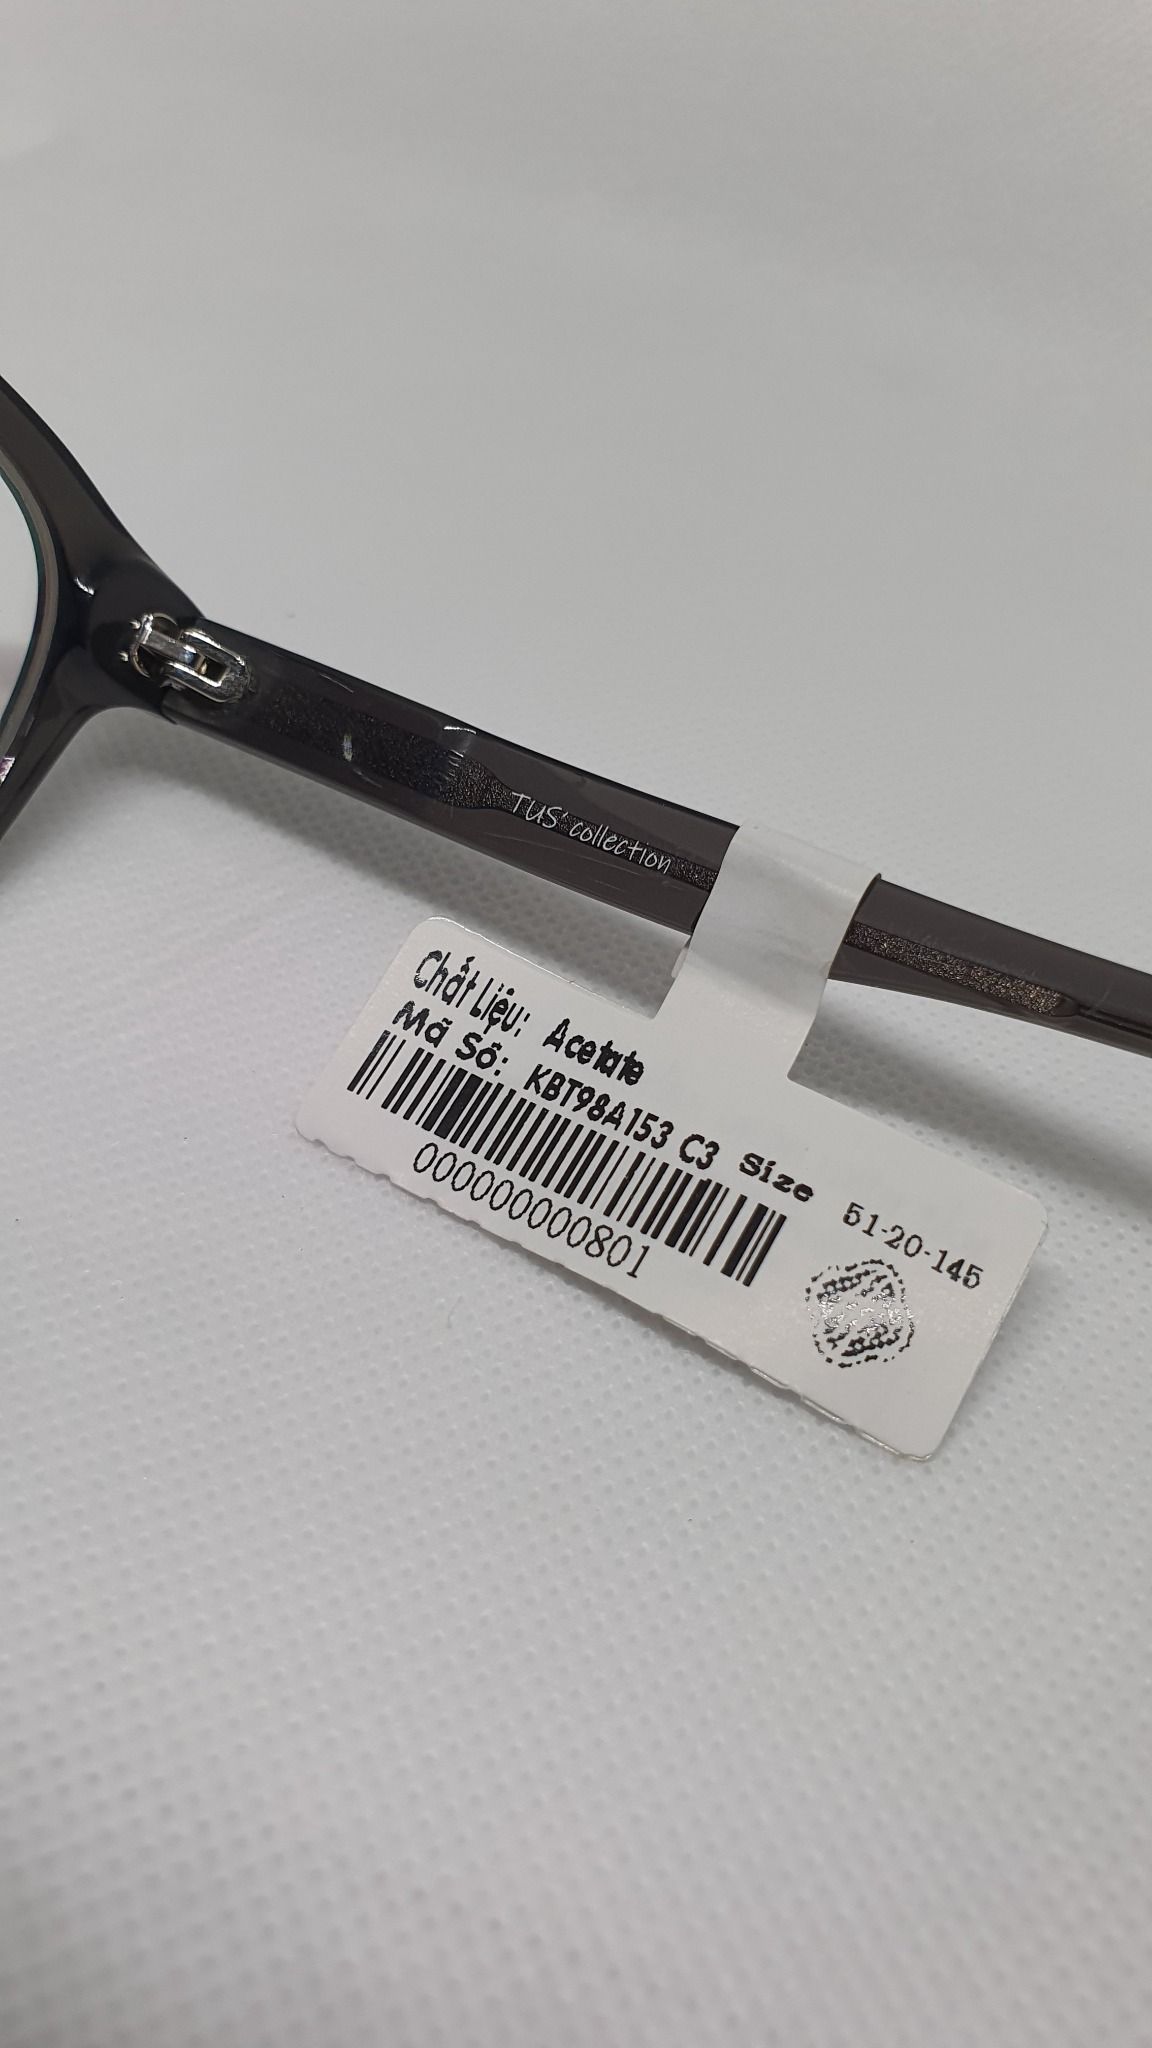 TUS' collection
Chất Liệu: Acetate
Mã Số: KBT98A153 C3 Size 51-20-145
000000000801